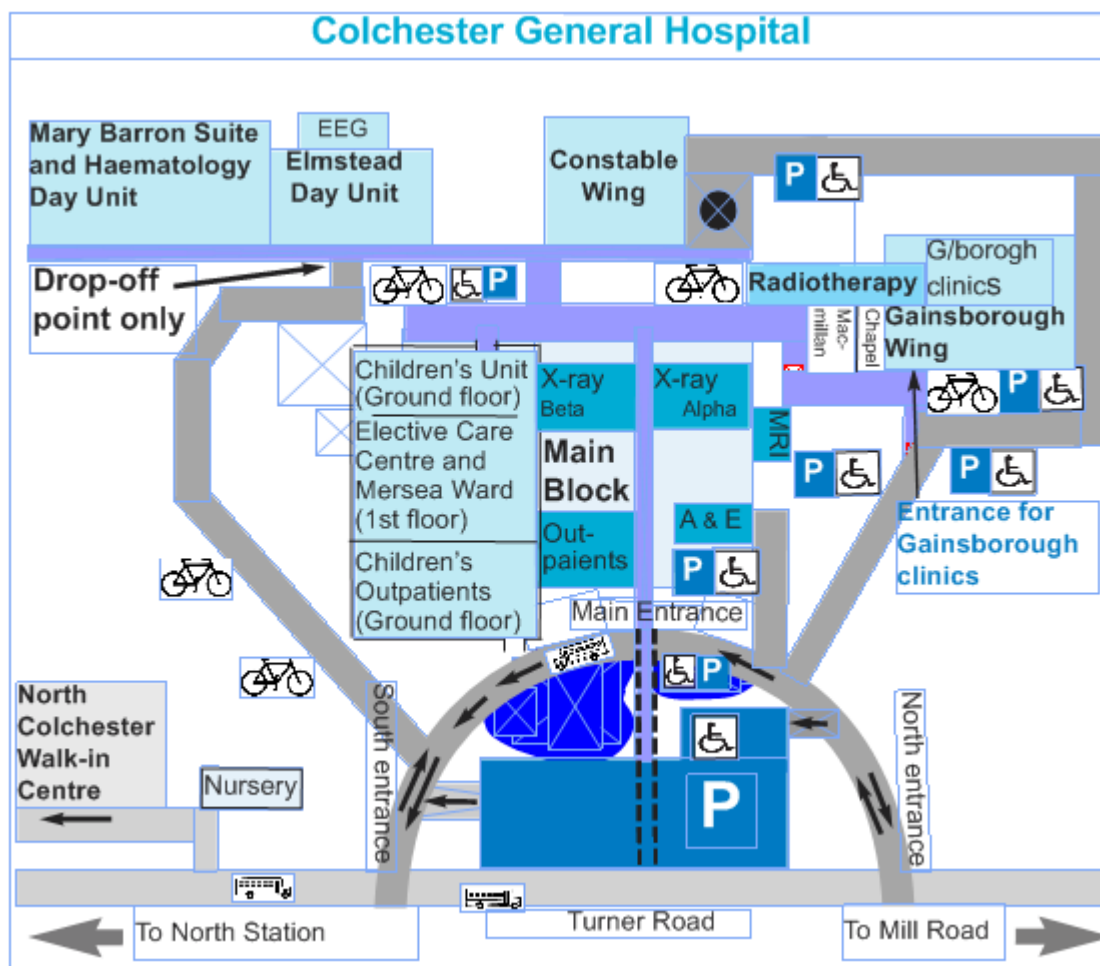 Colchester General Hospital
Mary Barron Suite
and Haematology
Day Unit
EEG
Elmstead
Day Unit
Constable
Wing
P
G/borogh
clinicS
Radiotherapy
Gainsborough
Wing
Mac-
millan
Chapel
Drop-off
point only
P
Children's Unit
(Ground floor)
Elective Care
Centre and
Mersea Ward
(1st floor)
Children's
Outpatients
(Ground floor)
X-ray
Beta
X-ray
Alpha
MRI
Main
Block
Out-
paients
A & E
P
P
P
P
Entrance for
Gainsborough
clinics
Main Entrance
P
North
Colchester
Walk-in
Centre
Nursery
South entrance
P
North entrance
To North Station
Turner Road
To Mill Road